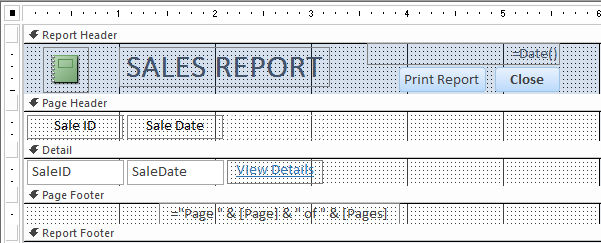 1 2 3 4 5 6
Report Header
=Date()
SALES REPORT
Print Report Close
Page Header
Sale ID Sale Date
Detail
SaleID SaleDate View Details
Page Footer
="Page " & [Page] & " of " & [Pages]
Report Footer